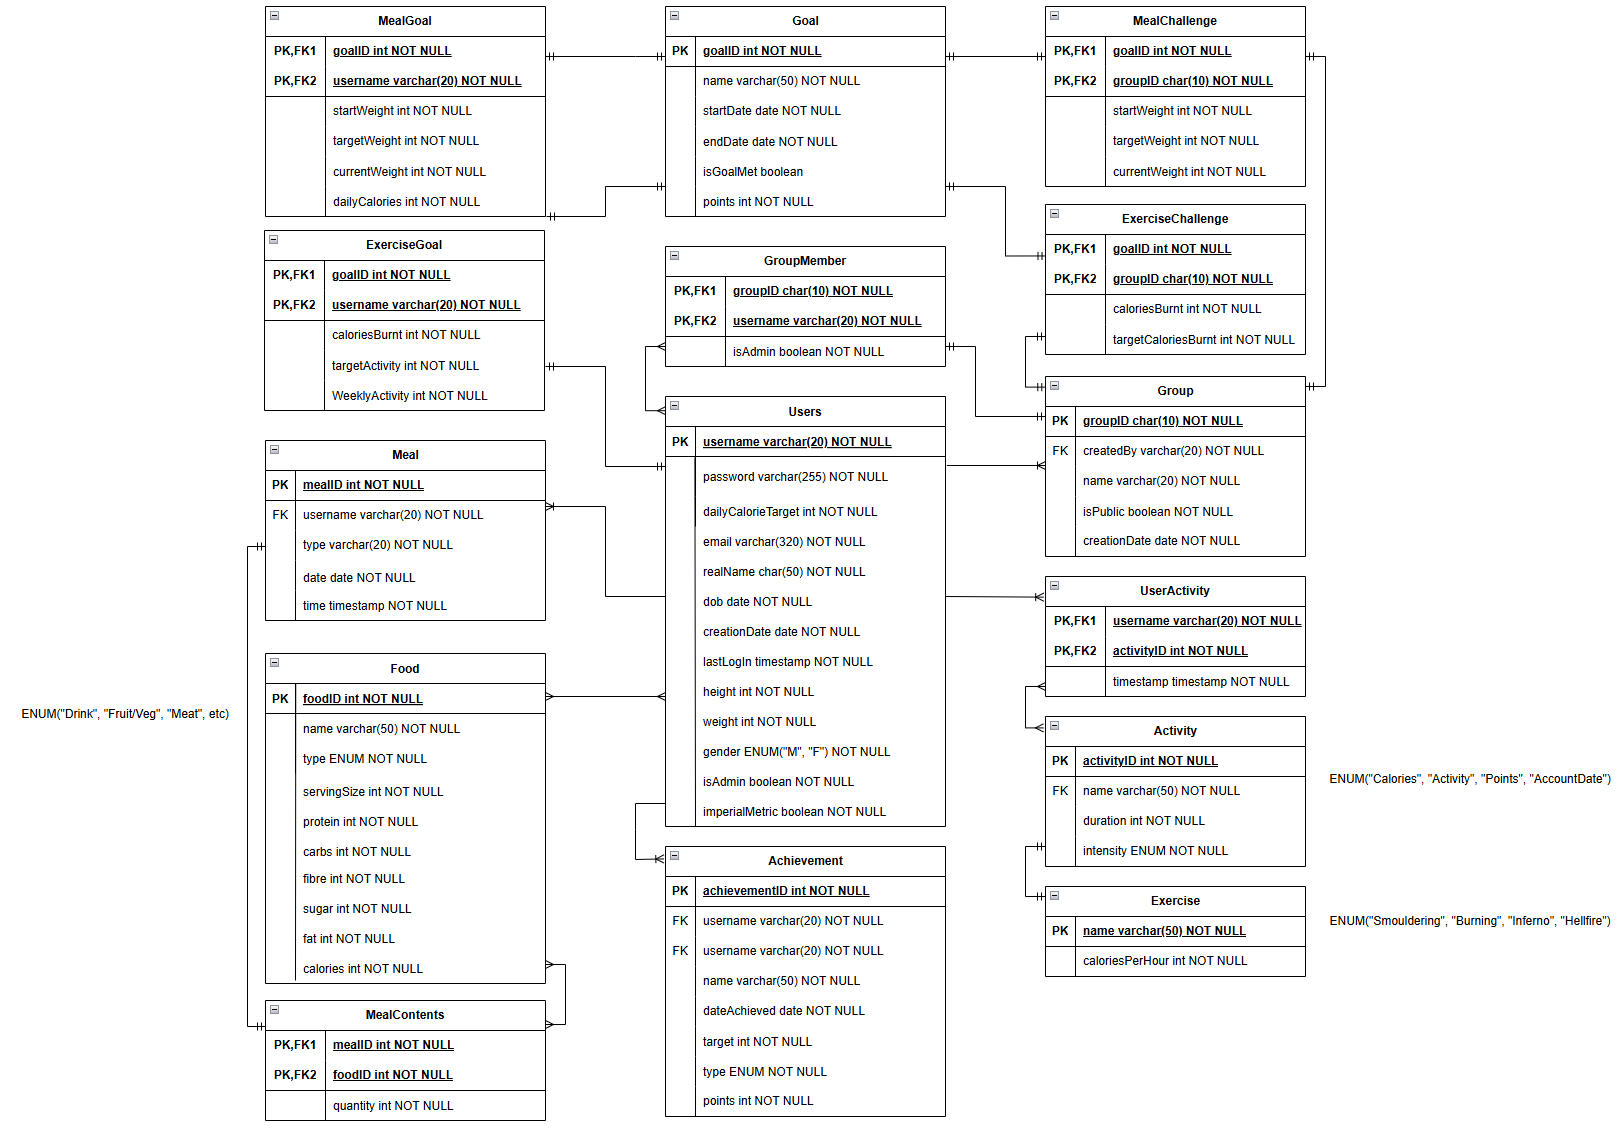 MealGoal
PK,FK1 goalID int NOT NULL
PK,FK2 username varchar(20) NOT NULL
startWeight int NOT NULL
targetWeight int NOT NULL
currentWeight int NOT NULL
dailyCalories int NOT NULL
Goal
PK goalID int NOT NULL
name varchar(50) NOT NULL
startDate date NOT NULL
endDate date NOT NULL
isGoalMet boolean
points int NOT NULL
MealChallenge
PK,FK1 goalID int NOT NULL
PK,FK2 groupID char(10) NOT NULL
startWeight int NOT NULL
targetWeight int NOT NULL
currentWeight int NOT NULL
ExerciseGoal
PK,FK1 goalID int NOT NULL
PK,FK2 username varchar(20) NOT NULL
caloriesBurnt int NOT NULL
targetActivity int NOT NULL
WeeklyActivity int NOT NULL
GroupMember
PK,FK1 groupID char(10) NOT NULL
PK,FK2 username varchar(20) NOT NULL
isAdmin boolean NOT NULL
ExerciseChallenge
PK,FK1 goalID int NOT NULL
PK,FK2 groupID char(10) NOT NULL
caloriesBurnt int NOT NULL
targetCaloriesBurnt int NOT NULL
Meal
PK mealID int NOT NULL
FK username varchar(20) NOT NULL
type varchar(20) NOT NULL
date date NOT NULL
time timestamp NOT NULL
Users
PK username varchar(20) NOT NULL
password varchar(255) NOT NULL
dailyCalorieTarget int NOT NULL
email varchar(320) NOT NULL
realName char(50) NOT NULL
dob date NOT NULL
creationDate date NOT NULL
lastLogIn timestamp NOT NULL
height int NOT NULL
weight int NOT NULL
gender ENUM("M", "F") NOT NULL
isAdmin boolean NOT NULL
imperialMetric boolean NOT NULL
Group
PK groupID char(10) NOT NULL
FK createdBy varchar(20) NOT NULL
name varchar(20) NOT NULL
isPublic boolean NOT NULL
creationDate date NOT NULL
UserActivity
PK,FK1 username varchar(20) NOT NULL
PK,FK2 activityID int NOT NULL
timestamp timestamp NOT NULL
ENUM("Drink", "Fruit/Veg", "Meat", etc)
Food
PK foodID int NOT NULL
name varchar(50) NOT NULL
type ENUM NOT NULL
servingSize int NOT NULL
protein int NOT NULL
carbs int NOT NULL
fibre int NOT NULL
sugar int NOT NULL
fat int NOT NULL
calories int NOT NULL
Activity
PK activityID int NOT NULL
FK name varchar(50) NOT NULL
duration int NOT NULL
intensity ENUM NOT NULL
ENUM("Calories", "Activity", "Points", "AccountDate")
Achievement
PK achievementID int NOT NULL
FK username varchar(20) NOT NULL
FK username varchar(20) NOT NULL
name varchar(50) NOT NULL
dateAchieved date NOT NULL
target int NOT NULL
type ENUM NOT NULL
points int NOT NULL
Exercise
PK name varchar(50) NOT NULL
caloriesPerHour int NOT NULL
ENUM("Smouldering", "Burning", "Inferno", "Hellfire")
MealContents
PK,FK1 mealID int NOT NULL
PK,FK2 foodID int NOT NULL
quantity int NOT NULL